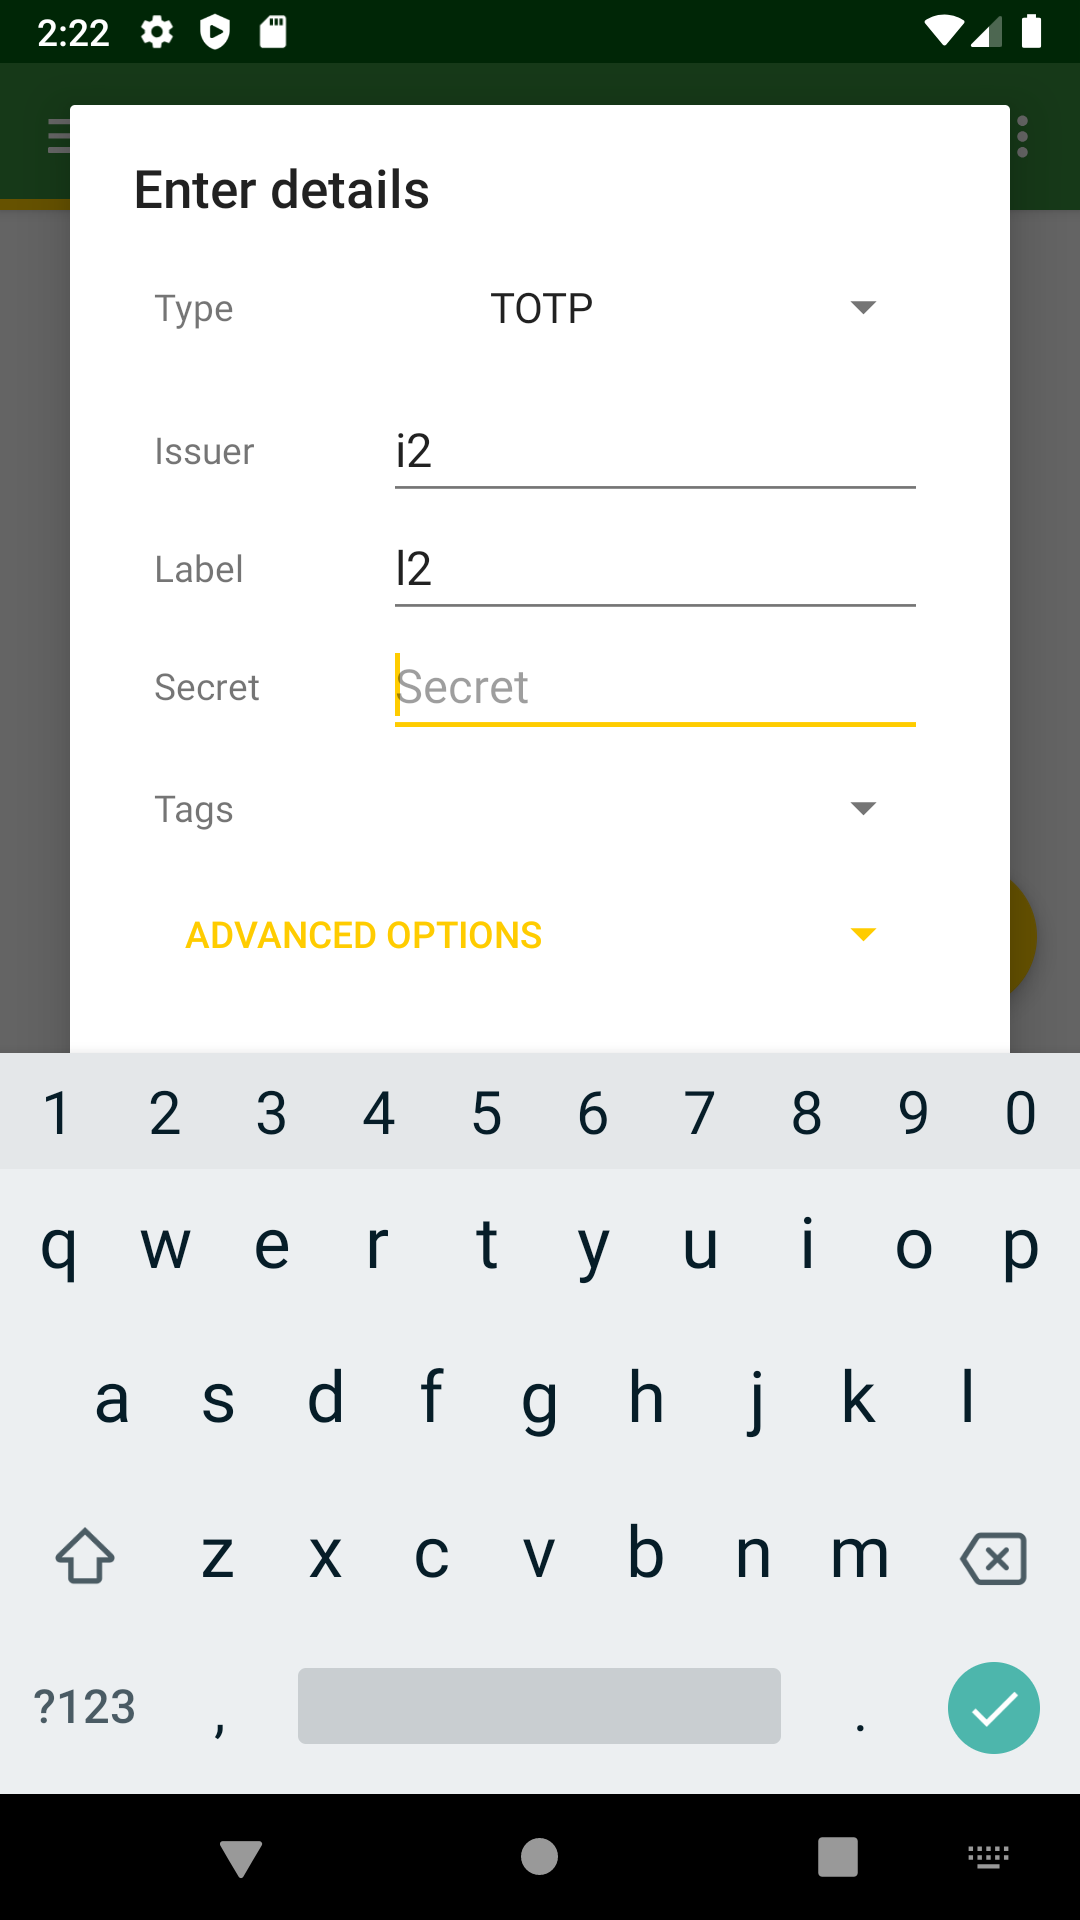 2:22
Enter details
Type TOTP
Issuer i2
Label l2
Secret Secret
Tags
ADVANCED OPTIONS
1 2 3 4 5 6 7 8 9 0
q w e r t y u i o p
a s d f g h j k l
z x c v b n m
?123 , .